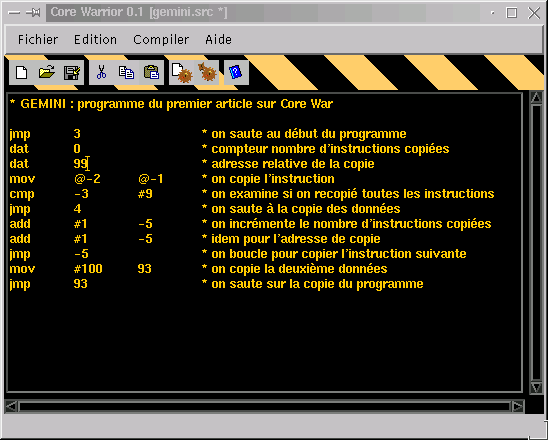 Core Warrior 0.1 [gemini.src *]
Fichier Edition Compiler Aide
* GEMINI : programme du premier article sur Core War
jmp 3 * on saute au début du programme
dat 0 * compteur nombre d'instructions copiées
dat 99 * adresse relative de la copie
mov @-2 @-1 * on copie l'instruction
cmp -3 #9 * on examine si on recopié toutes les instructions
jmp 4 * on saute à la copie des données
add #1 -5 * on incrémente le nombre d'instructions copiées
add #1 -5 * idem pour l'adresse de copie
jmp -5 * on boucle pour copier l'instruction suivante
mov #100 93 * on copie la deuxième données
jmp 93 * on saute sur la copie du programme